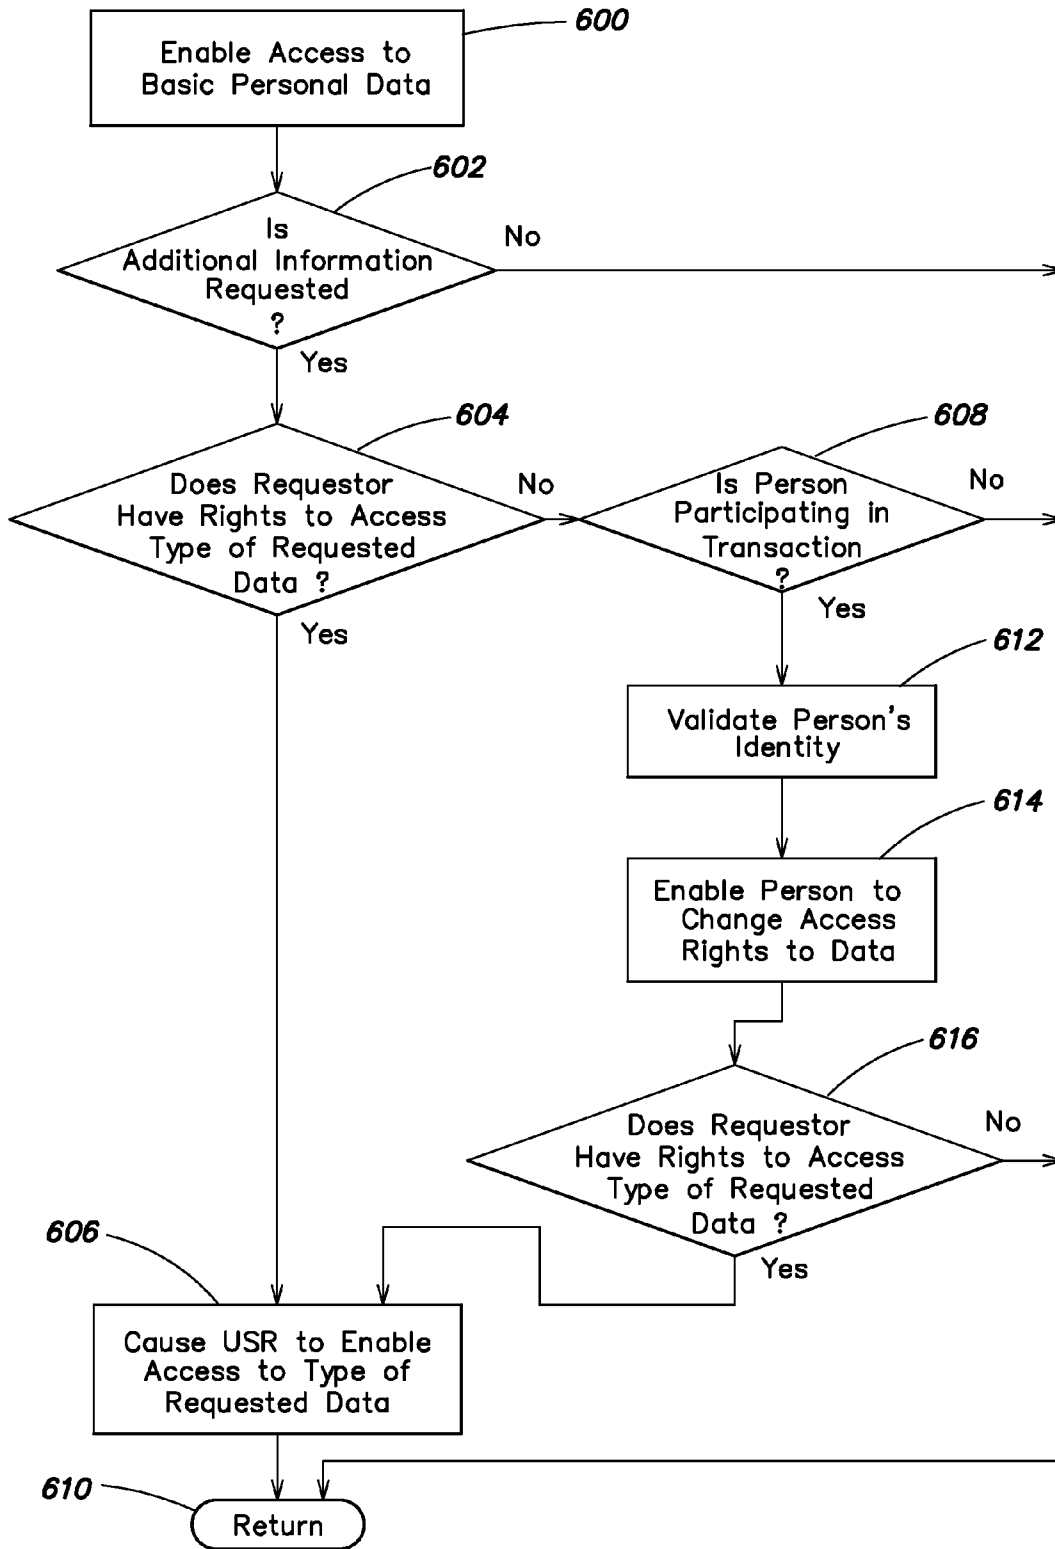 600
Enable Access to
Basic Personal Data
602
Is
Additional Information
Requested
?
No
Yes
604
Does Requestor
Have Rights to Access
Type of Requested
Data ?
No
Yes
608
Is Person
Participating in
Transaction
?
No
Yes
612
Validate Person's
Identity
614
Enable Person to
Change Access
Rights to Data
616
Does Requestor
Have Rights to Access
Type of Requested
Data ?
No
Yes
606
Cause USR to Enable
Access to Type of
Requested Data
610
Return